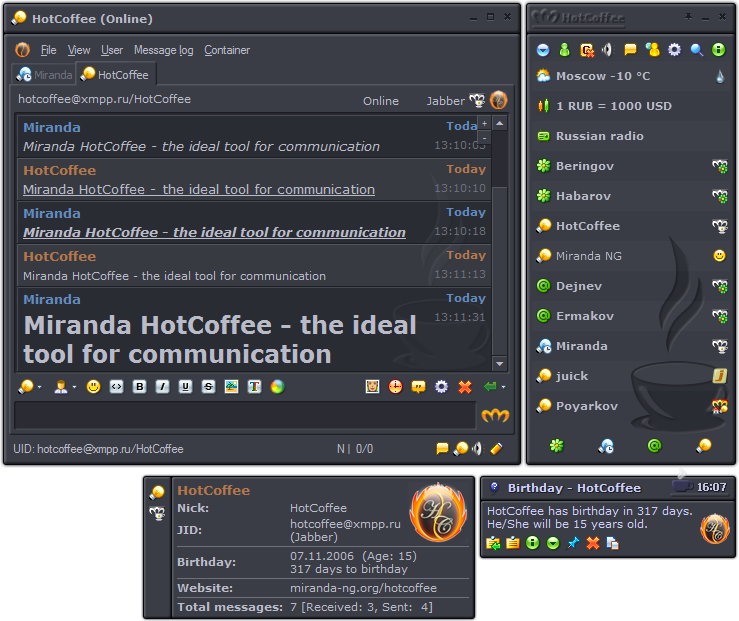 HotCoffee (Online)
File View User Message log Container
Miranda HotCoffee
hotcoffee@xmpp.ru/HotCoffee Online Jabber
Miranda Today
Miranda HotCoffee - the ideal tool for communication 13:10:03
HotCoffee Today
Miranda HotCoffee - the ideal tool for communication 13:10:10
Miranda Today
Miranda HotCoffee - the ideal tool for communication 13:10:18
HotCoffee Today
Miranda HotCoffee - the ideal tool for communication 13:11:13
Miranda Today
Miranda HotCoffee - the ideal 13:11:31
tool for communication
UID: hotcoffee@xmpp.ru/HotCoffee N | 0/0
HotCoffee
Moscow -10 °C
1 RUB = 1000 USD
Russian radio
Beringov
Habarov
HotCoffee
Miranda NG
Dejnev
Ermakov
Miranda
juick
Poyarkov
HotCoffee
Nick: HotCoffee
JID: hotcoffee@xmpp.ru
(Jabber)
Birthday: 07.11.2006 (Age: 15)
317 days to birthday
Website: miranda-ng.org/hotcoffee
Total messages: 7 [Received: 3, Sent: 4]
Birthday - HotCoffee 16:07
HotCoffee has birthday in 317 days.
He/She will be 15 years old.